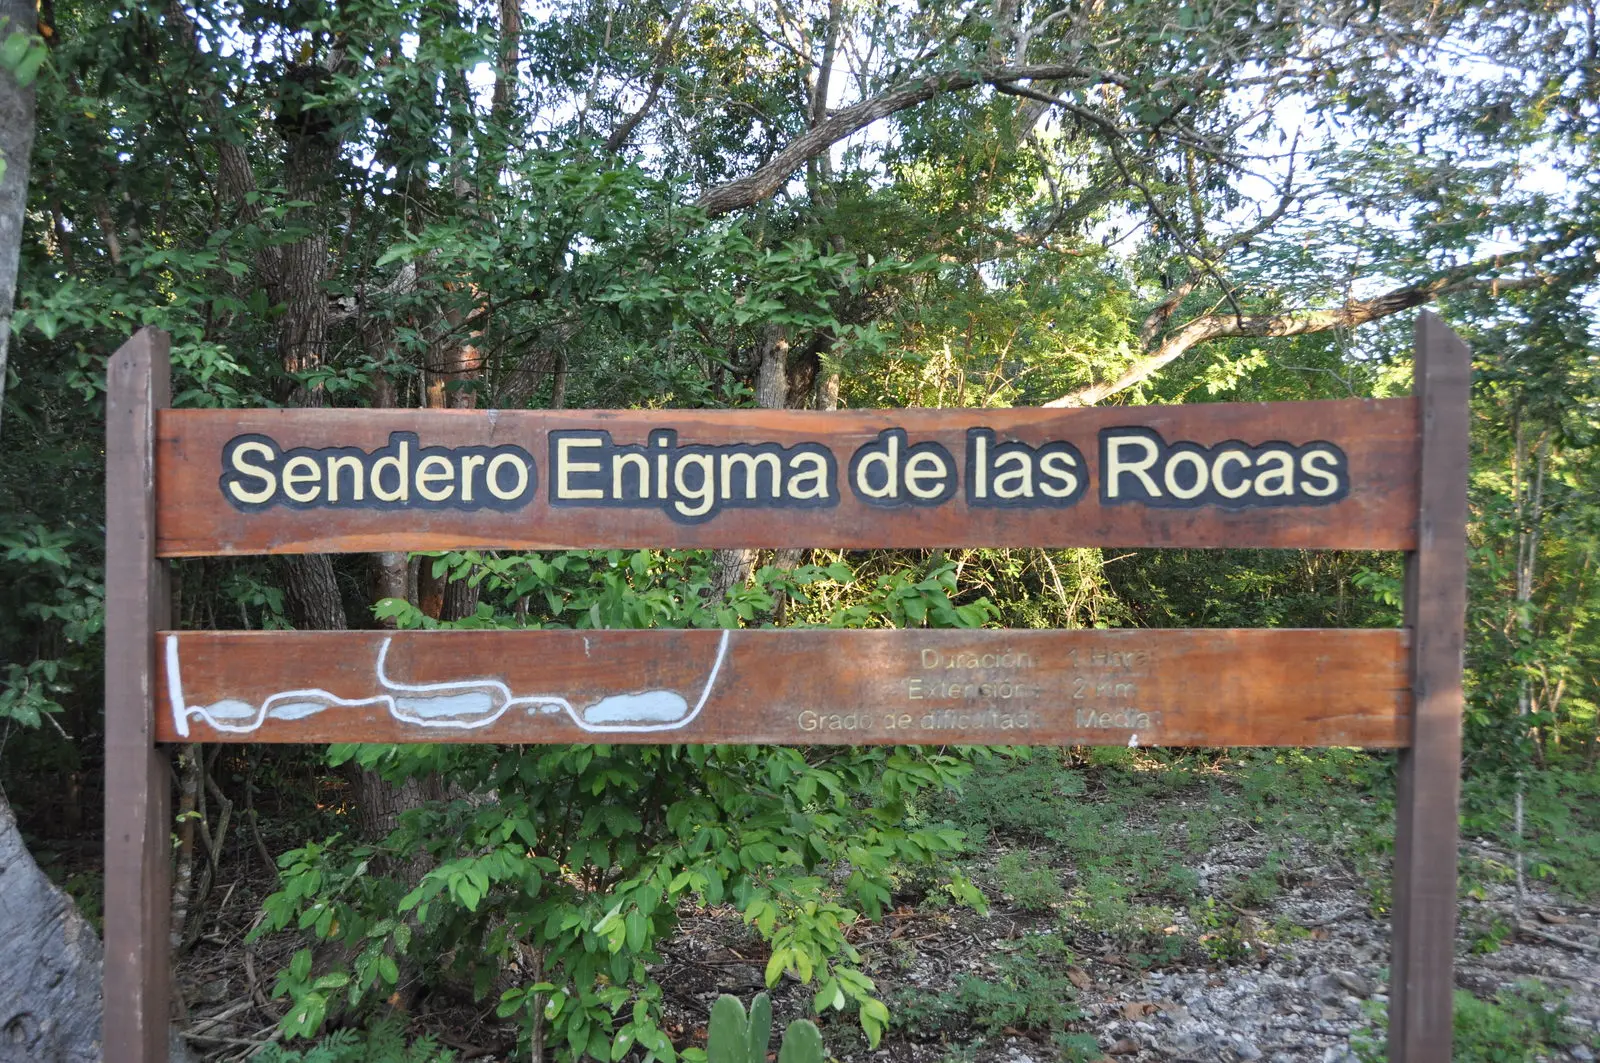 Sendero Enigma de las Rocas
Duración: 1 Hora
Extensión: 2 Km
Grado de dificultad: Media